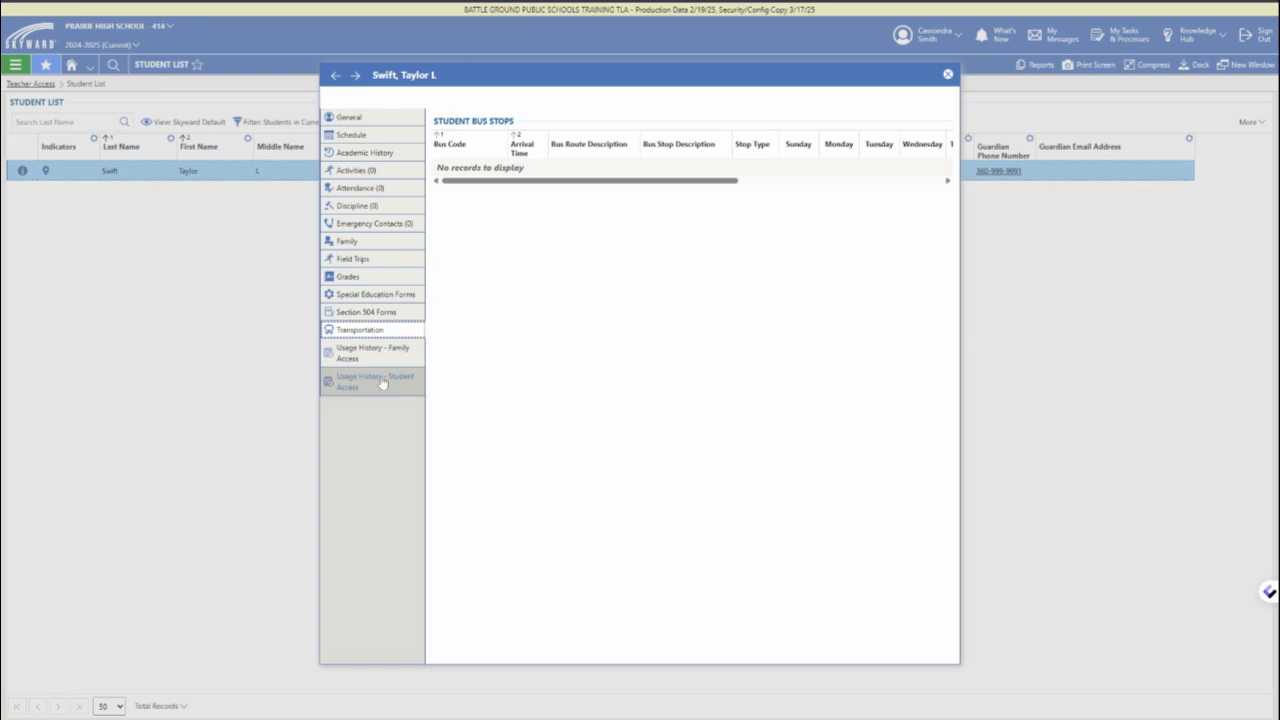 BATTLE GROUND PUBLIC SCHOOLS TRAINING TLA - Production Data 2/19/25, Security/Config Copy 3/17/25
SKYWARD
PRAIRIE HIGH SCHOOL - 414
2024-2025 (Current)
Cassondra
Smith
What's
New
My
Messages
My Tasks
& Processes
Knowledge
Hub
Sign
Out
STUDENT LIST
Reports
Print Screen
Compress
Dock
New Window
Teacher Access > Student List
STUDENT LIST
Search Last Name
View: Skyward Default
Filter: Students in Curre
More
Indicators
1
Last Name
2
First Name
Middle Name
Guardian
Phone Number
Guardian Email Address
Swift
Taylor
L
360-999-9991
Swift, Taylor L
General
Schedule
Academic History
Activities (0)
Attendance (0)
Discipline (0)
Emergency Contacts (0)
Family
Field Trips
Grades
Special Education Forms
Section 504 Forms
Transportation
Usage History - Family
Access
Usage History - Student
Access
STUDENT BUS STOPS
1
Bus Code
2
Arrival
Time
Bus Route Description
Bus Stop Description
Stop Type
Sunday
Monday
Tuesday
Wednesday
T
No records to display
50
Total Records